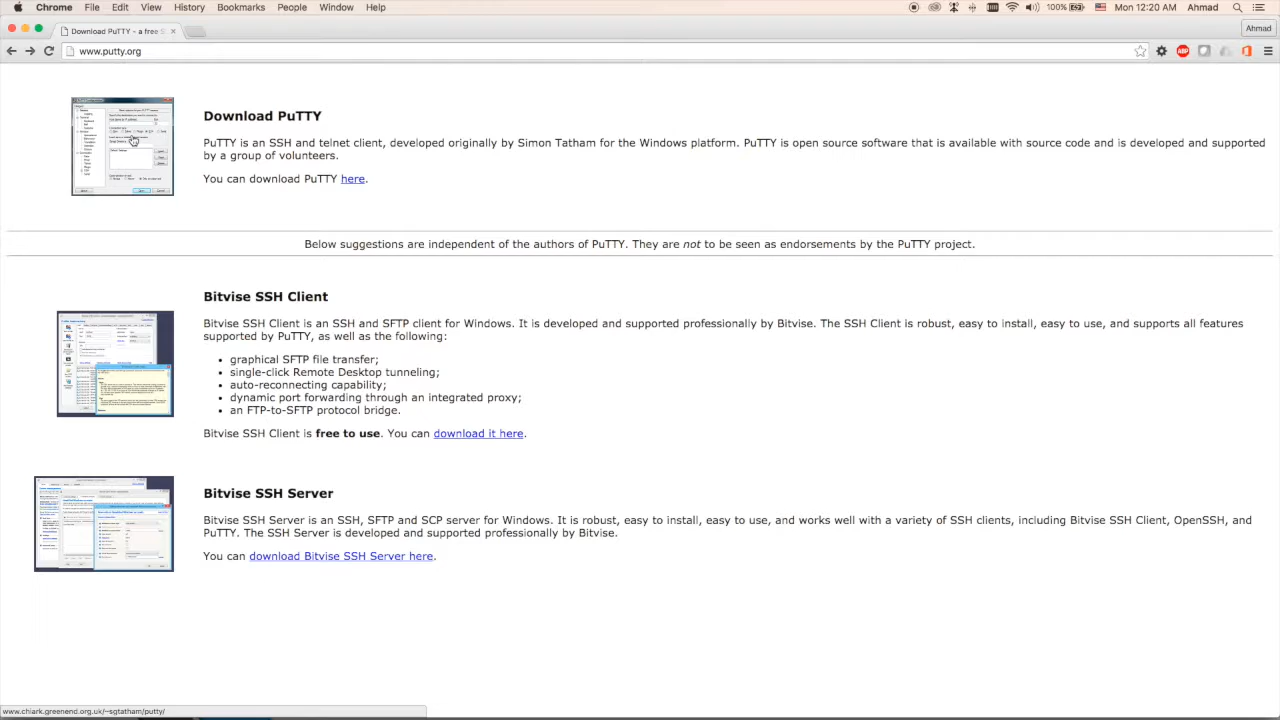 Chrome File Edit View History Bookmarks People Window Help 100% Mon 12:20 AM Ahmad
Download PuTTY - a free S Ahmad
www.putty.org
Download PuTTY
PuTTY is an SSH and telnet client, developed originally by Simon Tatham for the Windows platform. PuTTY is open source software that is available with source code and is developed and supported
by a group of volunteers.
You can download PuTTY here.
Below suggestions are independent of the authors of PuTTY. They are not to be seen as endorsements by the PuTTY project.
Bitvise SSH Client
Bitvise SSH Client is an SSH and SFTP client for Windows. It is developed and supported professionally by Bitvise. The SSH Client is robust, easy to install, easy to use, and supports all features
supported by PuTTY, as well as the following:
• graphical SFTP file transfer;
• single-click Remote Desktop tunneling;
• auto-reconnecting capability;
• dynamic port forwarding through an integrated proxy;
• an FTP-to-SFTP protocol bridge.
Bitvise SSH Client is free to use. You can download it here.
Bitvise SSH Server
Bitvise SSH Server is an SSH, SFTP and SCP server for Windows. It is robust, easy to install, easy to use, and works well with a variety of SSH clients, including Bitvise SSH Client, OpenSSH, and
PuTTY. The SSH Server is developed and supported professionally by Bitvise.
You can download Bitvise SSH Server here.
www.chiark.greenend.org.uk/~sgtatham/putty/